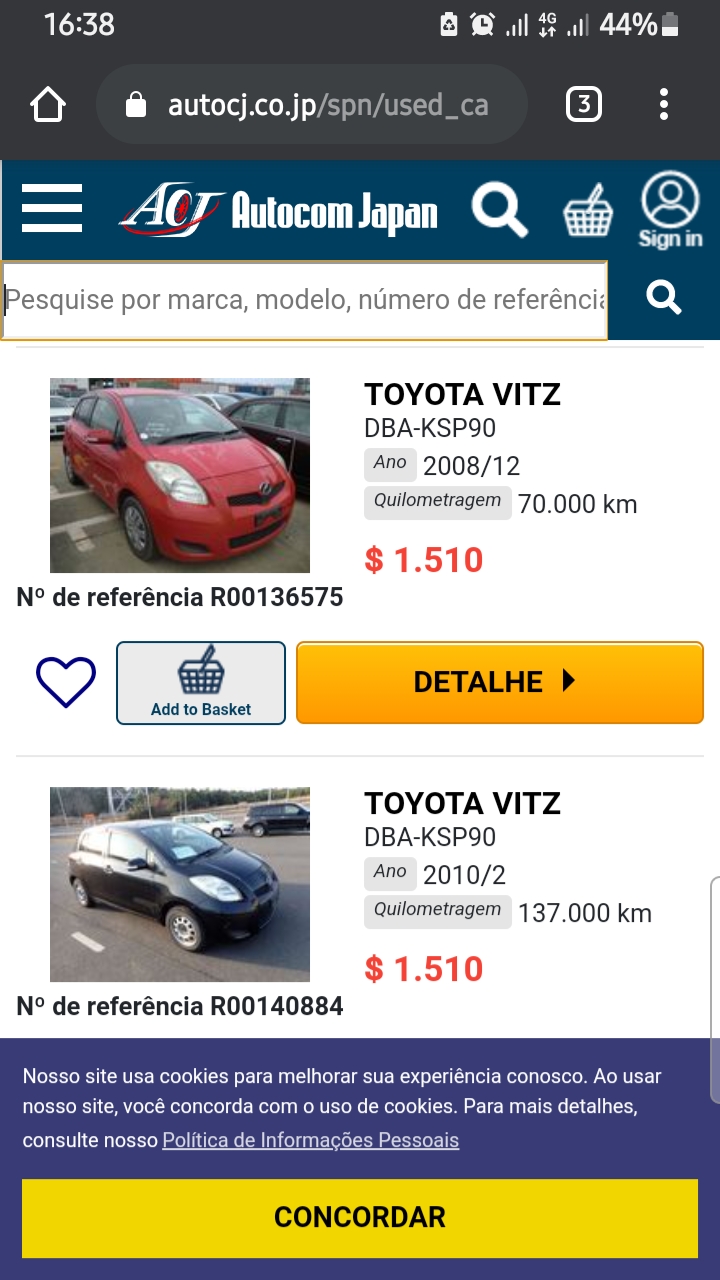 16:38
4G
44%
autocj.co.jp/spn/used_ca
3
ACJ Autocom Japan
Sign in
Pesquise por marca, modelo, número de referência
TOYOTA VITZ
DBA-KSP90
Ano 2008/12
Quilometragem 70.000 km
$ 1.510
Nº de referência R00136575
Add to Basket
DETALHE
TOYOTA VITZ
DBA-KSP90
Ano 2010/2
Quilometragem 137.000 km
$ 1.510
Nº de referência R00140884
Nosso site usa cookies para melhorar sua experiência conosco. Ao usar
nosso site, você concorda com o uso de cookies. Para mais detalhes,
consulte nosso Política de Informações Pessoais
CONCORDAR